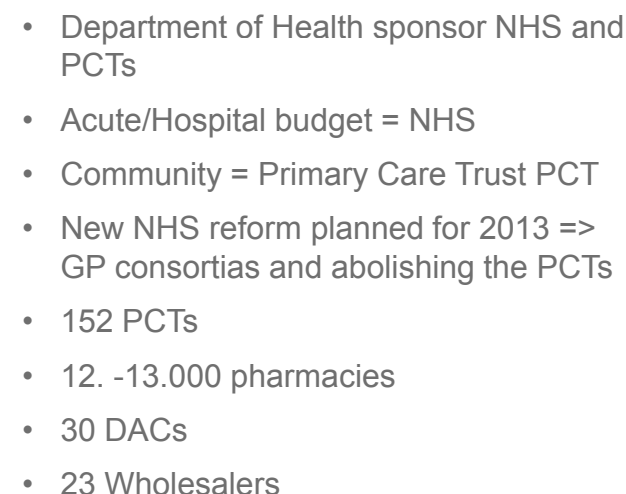 • Department of Health sponsor NHS and
PCTs
• Acute/Hospital budget = NHS
• Community = Primary Care Trust PCT
• New NHS reform planned for 2013 =>
GP consortias and abolishing the PCTs
• 152 PCTs
• 12. -13.000 pharmacies
• 30 DACs
• 23 Wholesalers